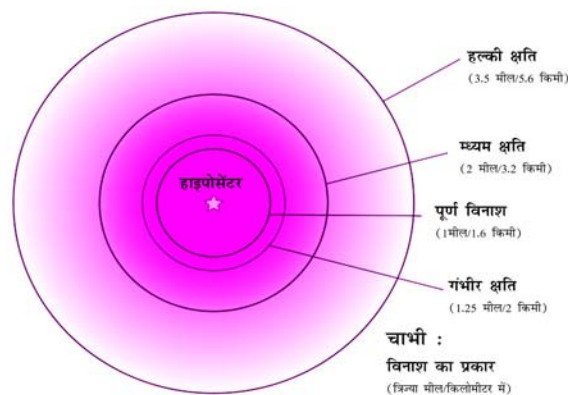 हल्की क्षति
(3.5 मील/5.6 किमी)
मध्यम क्षति
(2 मील/3.2 किमी)
हाइपोसेंटर
पूर्ण विनाश
(1मील/1.6 किमी)
गंभीर क्षति
(1.25 मील/2 किमी)
चाभी :
विनाश का प्रकार
(त्रिज्या मील/किलोमीटर में)